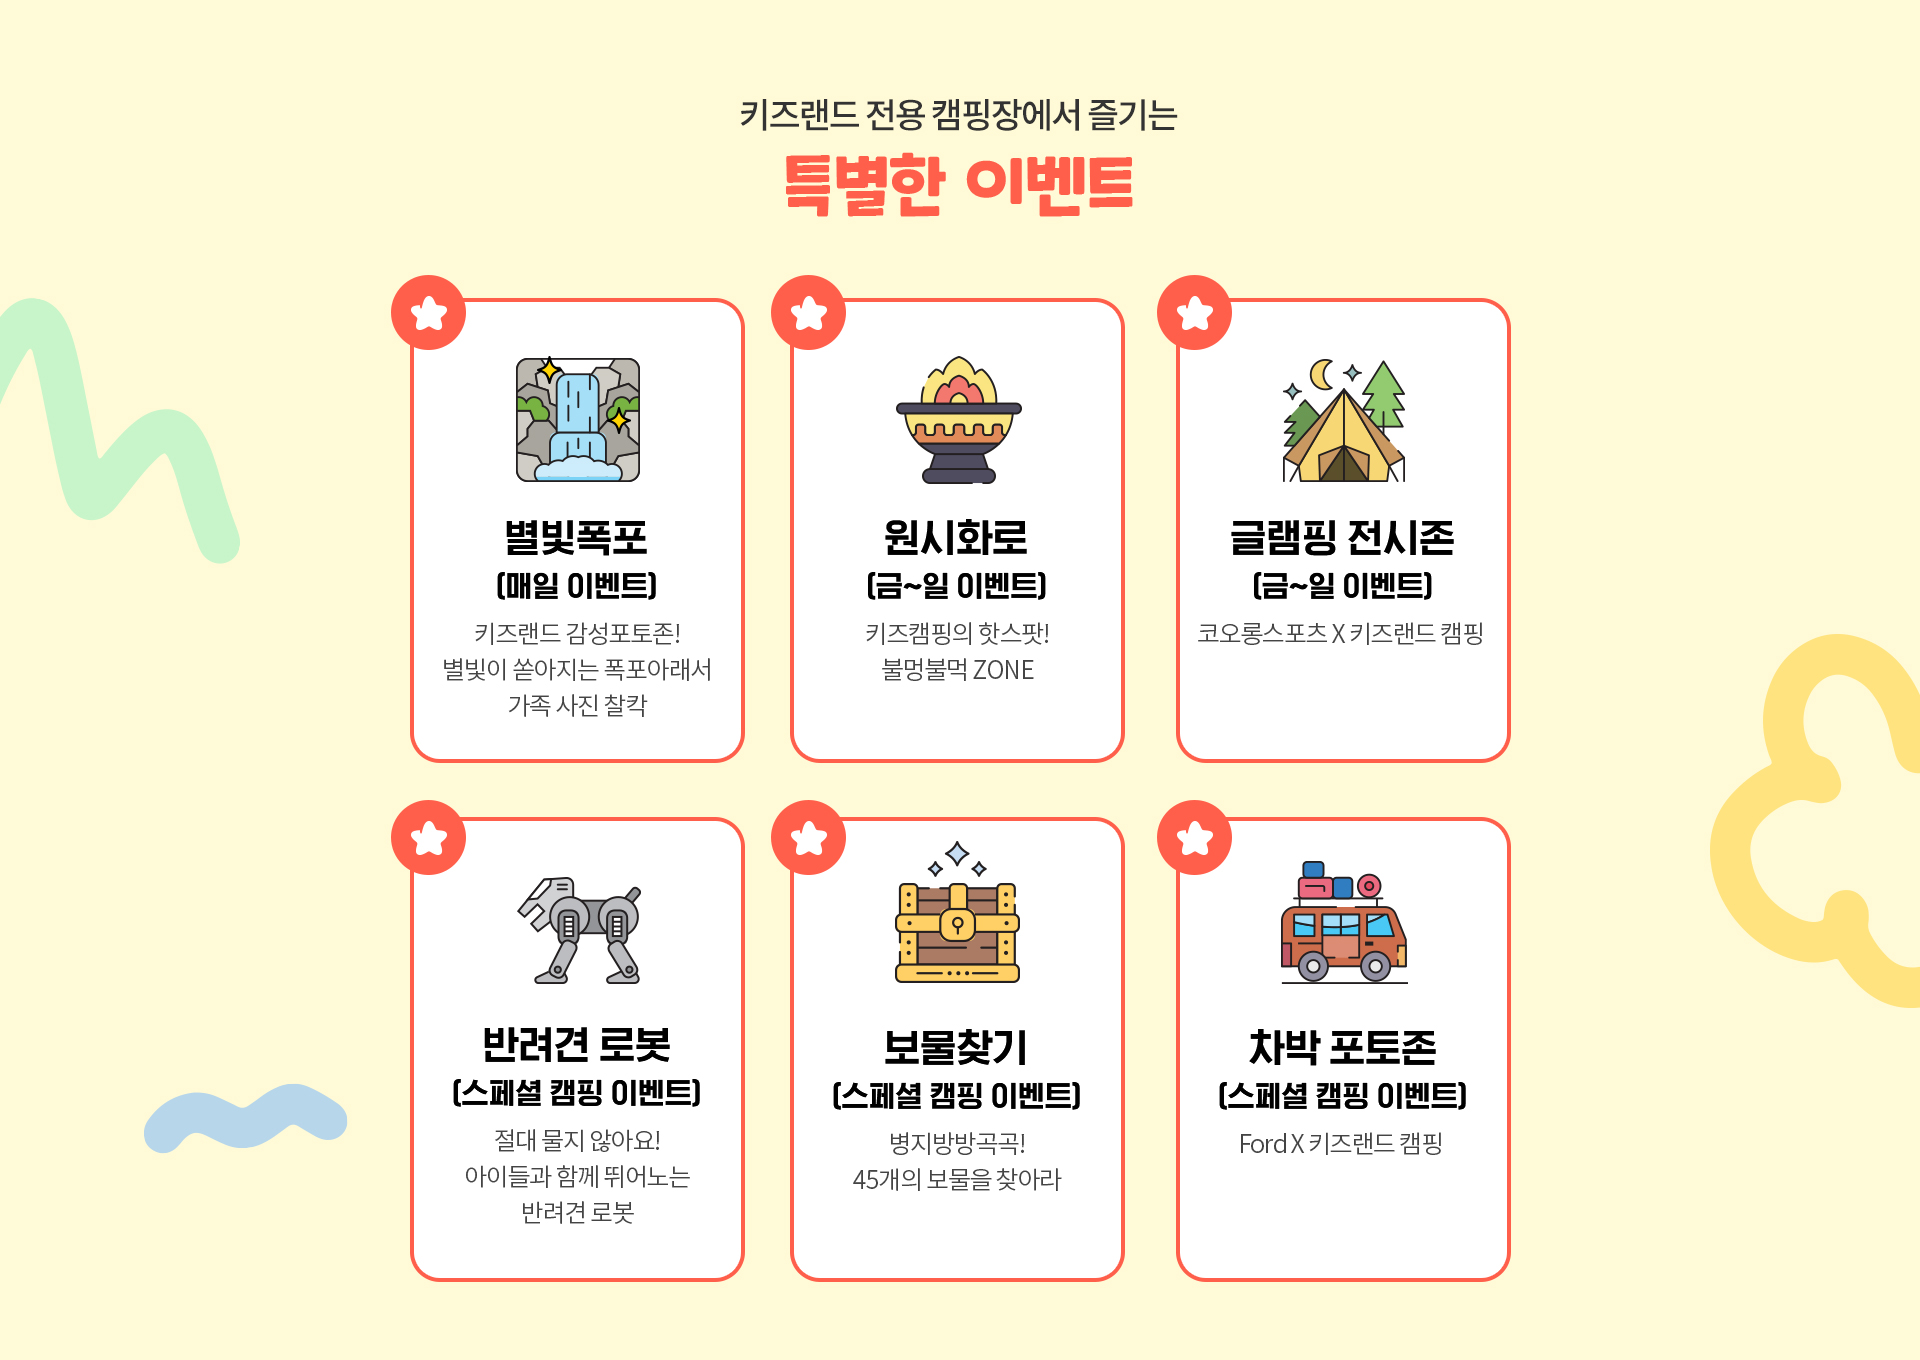 키즈랜드 전용 캠핑장에서 즐기는
특별한 이벤트
별빛폭포
(매일 이벤트)
키즈랜드 감성포토존!
별빛이 쏟아지는 폭포아래서
가족 사진 찰칵
원시화로
(금~일 이벤트)
키즈캠핑의 핫스팟!
불멍불먹 ZONE
글램핑 전시존
(금~일 이벤트)
코오롱스포츠 X 키즈랜드 캠핑
반려견 로봇
(스페셜 캠핑 이벤트)
절대 물지 않아요!
아이들과 함께 뛰어노는
반려견 로봇
보물찾기
(스페셜 캠핑 이벤트)
병지방방곡곡!
45개의 보물을 찾아라
차박 포토존
(스페셜 캠핑 이벤트)
Ford X 키즈랜드 캠핑